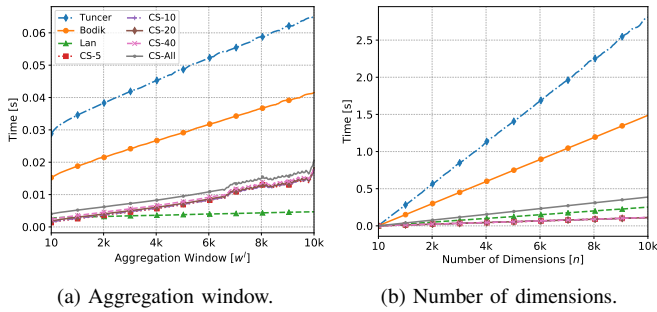 Tuncer
Bodik
Lan
CS-5
CS-10
CS-20
CS-40
CS-All
0.06
0.05
0.04
0.03
0.02
0.01
0.00
Time [s]
10
2k
4k
6k
8k
10k
Aggregation Window [w^l]
2.5
2.0
1.5
1.0
0.5
0.0
Time [s]
10
2k
4k
6k
8k
10k
Number of Dimensions [n]
(a) Aggregation window.
(b) Number of dimensions.